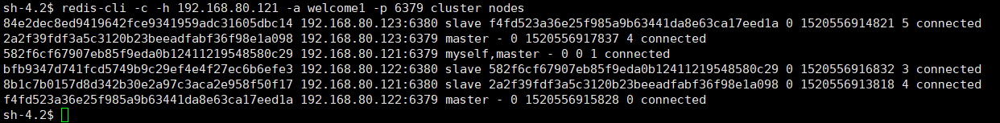 sh-4.2$ redis-cli -c -h 192.168.80.121 -a welcome1 -p 6379 cluster nodes
84e2dec8ed9419642fce9341959adc31605dbc14 192.168.80.123:6380 slave f4fd523a36e25f985a9b63441da8e63ca17eed1a 0 1520556914821 5 connected
2a2f39fdf3a5c3120b23beeadfabf36f98e1a098 192.168.80.123:6379 master - 0 1520556917837 4 connected
582f6cf67907eb85f9eda0b12411219548580c29 192.168.80.121:6379 myself,master - 0 0 1 connected
bfb9347d741fcd5749b9c29ef4e4f27ec6b6efe3 192.168.80.122:6380 slave 582f6cf67907eb85f9eda0b12411219548580c29 0 1520556916832 3 connected
8b1c7b0157d8d342b30e2a97c3aca2e958f50f17 192.168.80.121:6380 slave 2a2f39fdf3a5c3120b23beeadfabf36f98e1a098 0 1520556913818 4 connected
f4fd523a36e25f985a9b63441da8e63ca17eed1a 192.168.80.122:6379 master - 0 1520556915828 0 connected
sh-4.2$